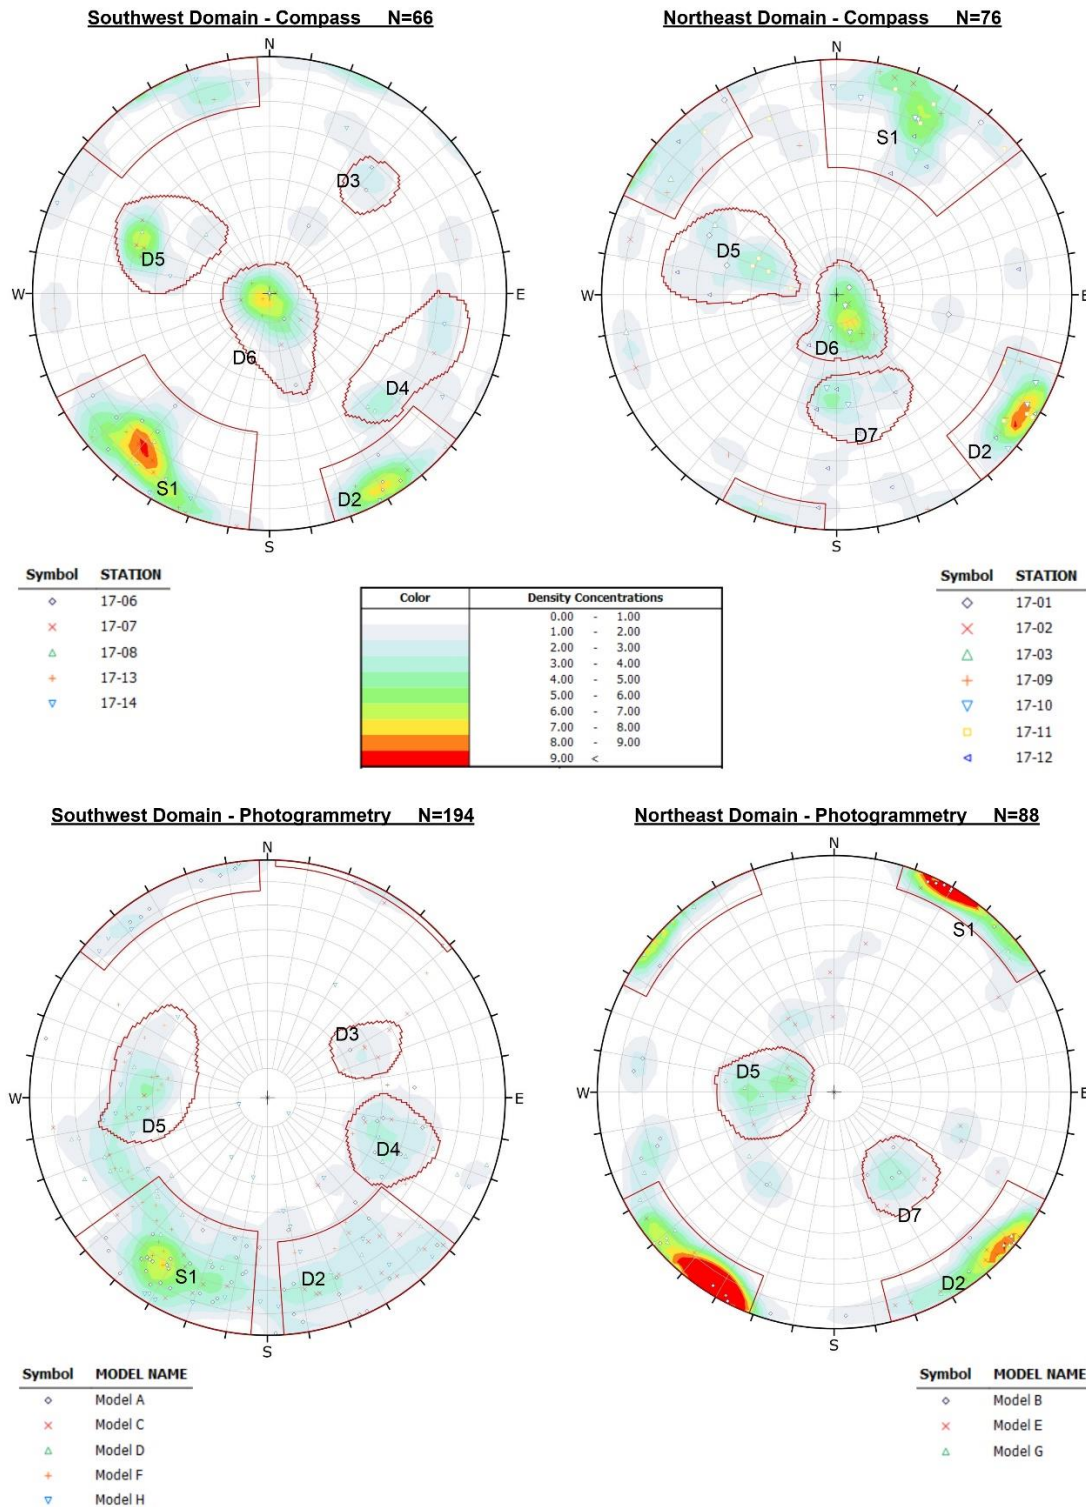 Southwest Domain - Compass N=66
Northeast Domain - Compass N=76
N
W
E
S
D3
D5
D6
D4
S1
D2
N
W
E
S
S1
D5
D6
D7
D2
Symbol STATION
17-06
17-07
17-08
17-13
17-14
Color Density Concentrations
0.00 - 1.00
1.00 - 2.00
2.00 - 3.00
3.00 - 4.00
4.00 - 5.00
5.00 - 6.00
6.00 - 7.00
7.00 - 8.00
8.00 - 9.00
9.00 <
Symbol STATION
17-01
17-02
17-03
17-09
17-10
17-11
17-12
Southwest Domain - Photogrammetry N=194
Northeast Domain - Photogrammetry N=88
N
W
E
S
D3
D5
D4
S1
D2
N
W
E
S
S1
D5
D7
D2
Symbol MODEL NAME
Model A
Model C
Model D
Model F
Model H
Symbol MODEL NAME
Model B
Model E
Model G